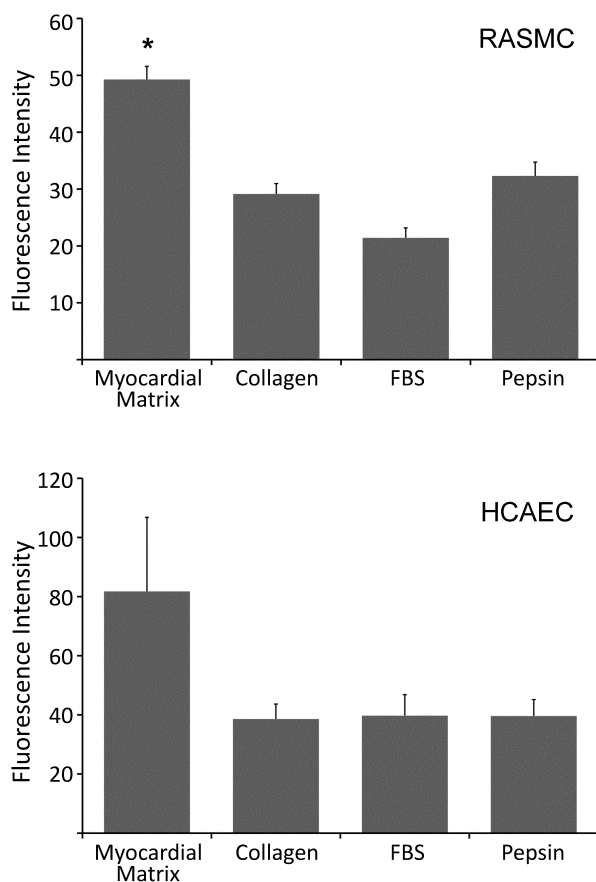 60
RASMC
*
50
40
30
20
10
Fluorescence Intensity
Myocardial Matrix
Collagen
FBS
Pepsin
120
HCAEC
100
80
60
40
20
Fluorescence Intensity
Myocardial Matrix
Collagen
FBS
Pepsin